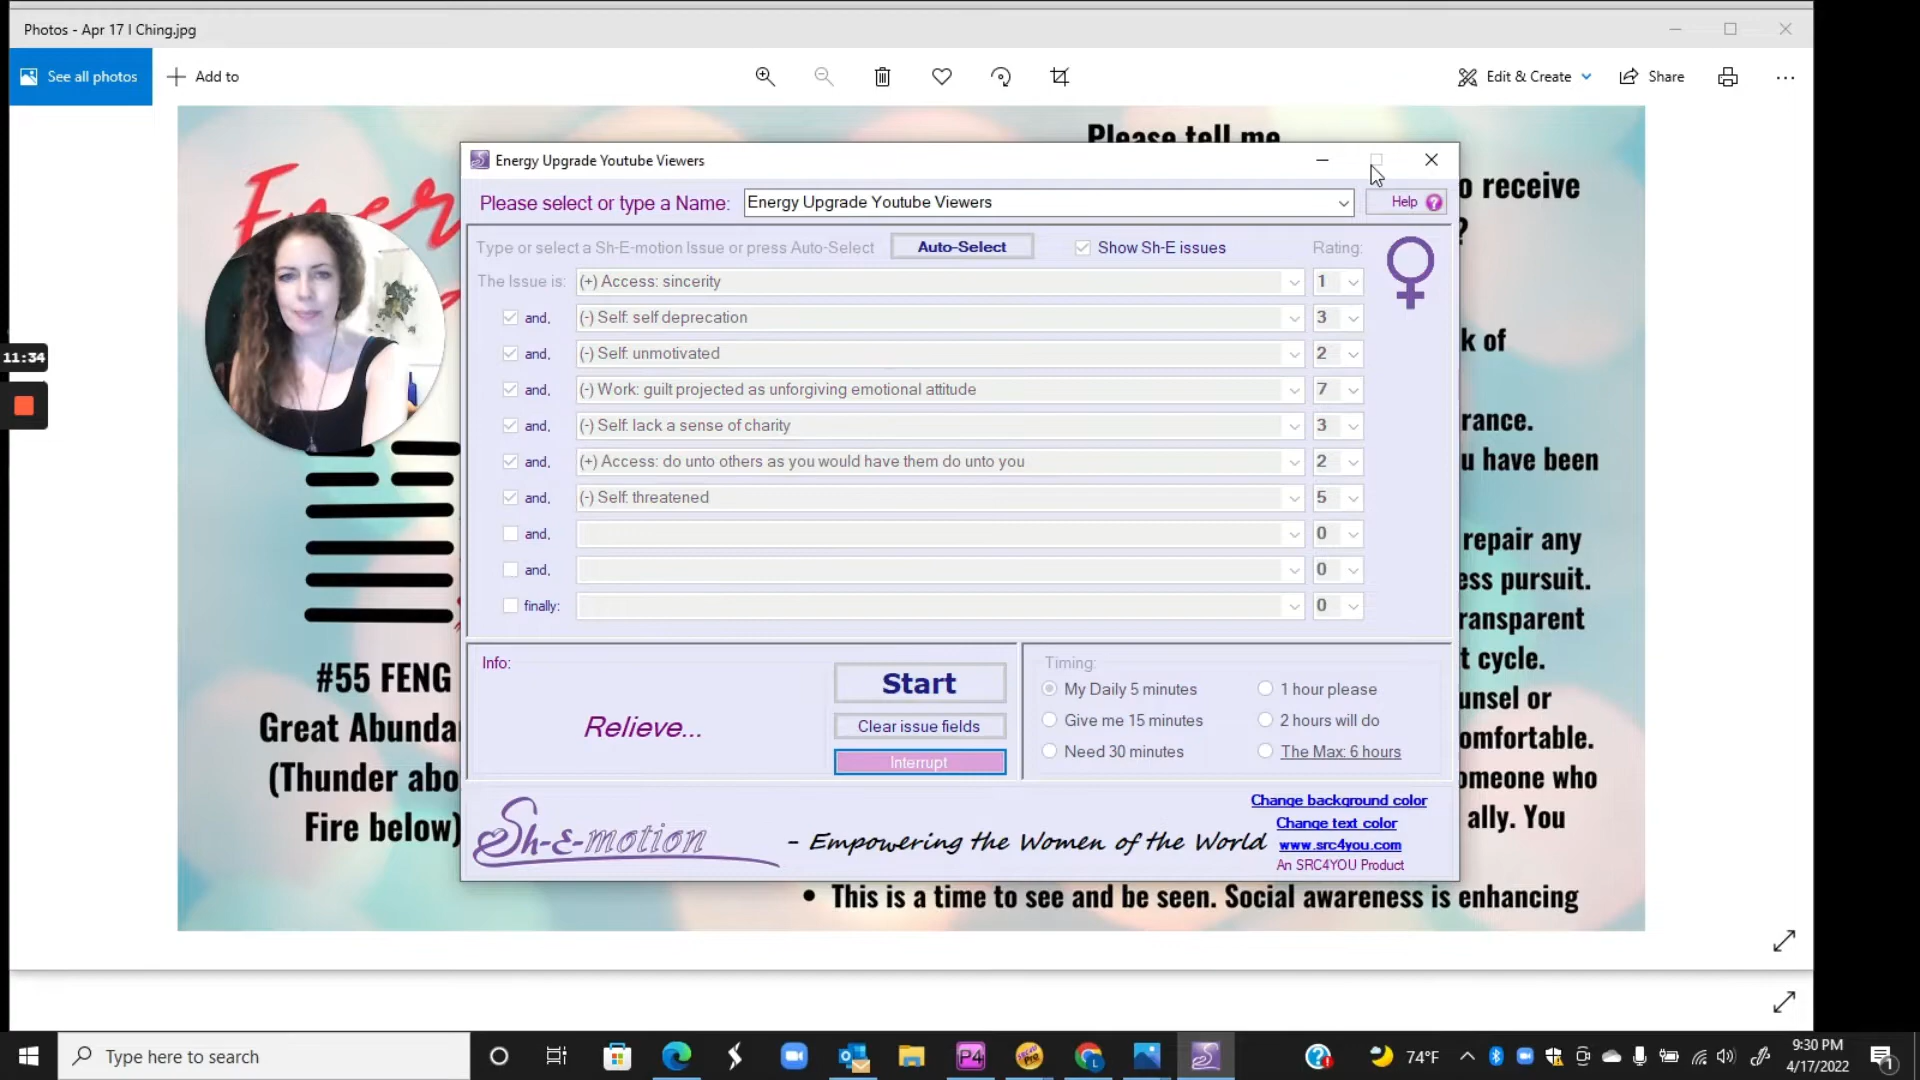 Photos - Apr 17 I Ching.jpg
See all photos
Add to
Edit & Create
Share
Please tell me
Energy Upgrade Youtube Viewers
Please select or type a Name:
Energy Upgrade Youtube Viewers
Help
o receive
?
Type or select a Sh-E-motion Issue or press Auto-Select
Auto-Select
Show Sh-E issues
Rating:
The Issue is:
(+) Access: sincerity
1
and,
(-) Self: self deprecation
3
and,
(-) Self: unmotivated
2
k of
and,
(-) Work: guilt projected as unforgiving emotional attitude
7
and,
(-) Self: lack a sense of charity
3
rance.
and,
(+) Access: do unto others as you would have them do unto you
2
u have been
and,
(-) Self: threatened
5
and,
0
repair any
and,
0
ess pursuit.
finally:
0
ransparent
t cycle.
11:34
Info:
Relieve...
Start
Clear issue fields
Interrupt
Timing:
My Daily 5 minutes
Give me 15 minutes
Need 30 minutes
1 hour please
2 hours will do
The Max: 6 hours
unsel or
omfortable.
omeone who
ally. You
#55 FENG
Great Abunda
(Thunder abo
Fire below)
Sh-E-motion
- Empowering the Women of the World
Change background color
Change text color
www.src4you.com
An SRC4YOU Product
• This is a time to see and be seen. Social awareness is enhancing
Type here to search
74°F
9:30 PM
4/17/2022
1